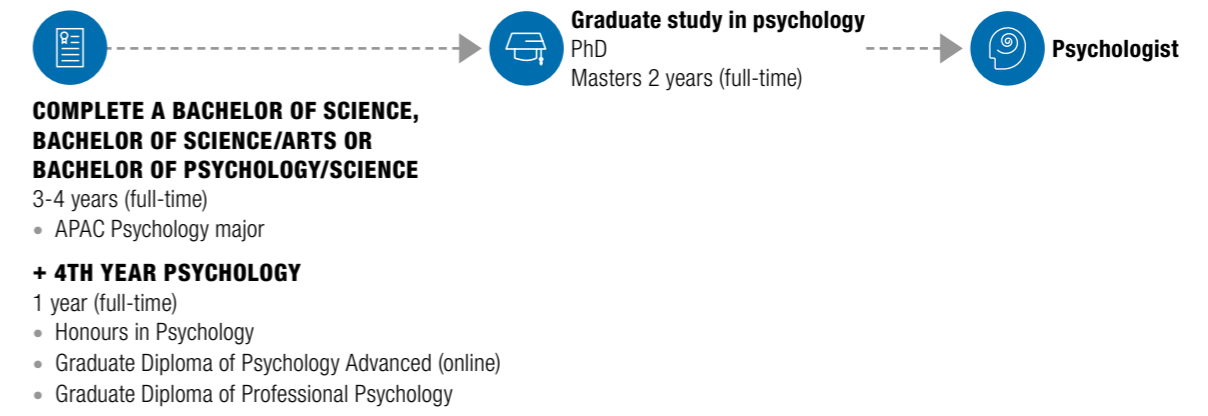 Graduate study in psychology
PhD
Masters 2 years (full-time)
Psychologist
COMPLETE A BACHELOR OF SCIENCE,
BACHELOR OF SCIENCE/ARTS OR
BACHELOR OF PSYCHOLOGY/SCIENCE
3-4 years (full-time)
• APAC Psychology major
+ 4TH YEAR PSYCHOLOGY
1 year (full-time)
• Honours in Psychology
• Graduate Diploma of Psychology Advanced (online)
• Graduate Diploma of Professional Psychology